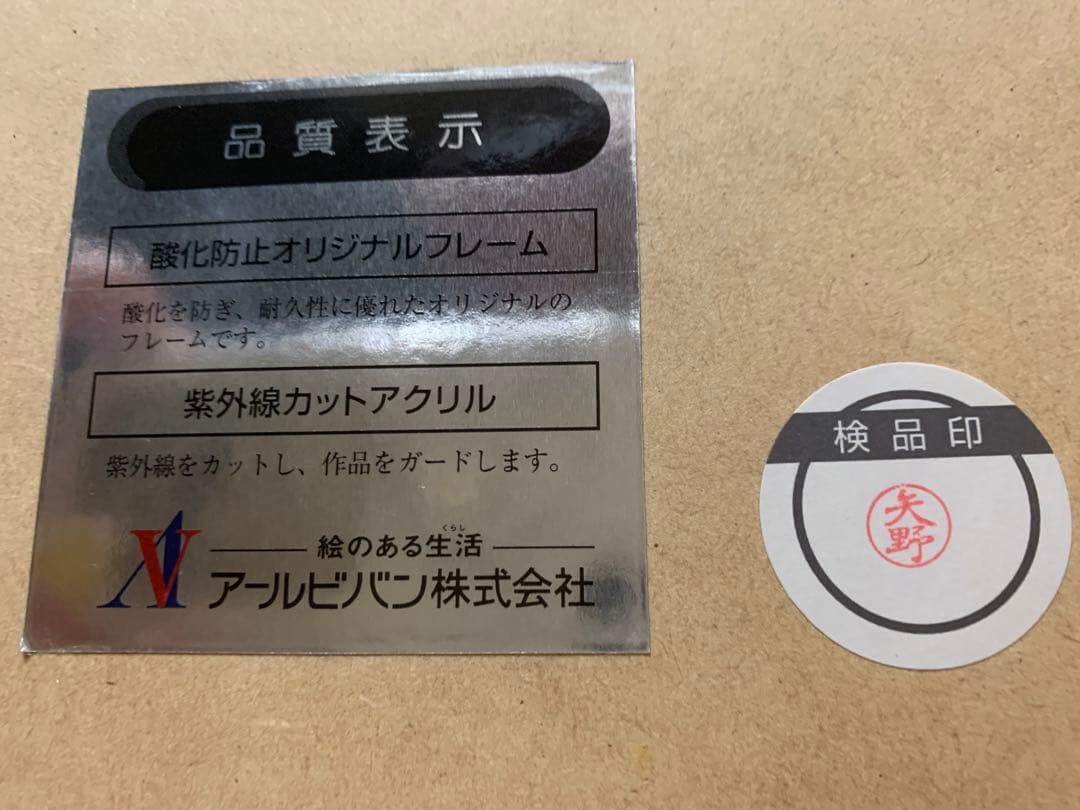 品質表示
酸化防止オリジナルフレーム
酸化を防ぎ、耐久性に優れたオリジナルの
フレームです。
紫外線カットアクリル
紫外線をカットし、作品をガードします。
くらし
絵のある生活
AV アールビバン株式会社
検品印
矢野